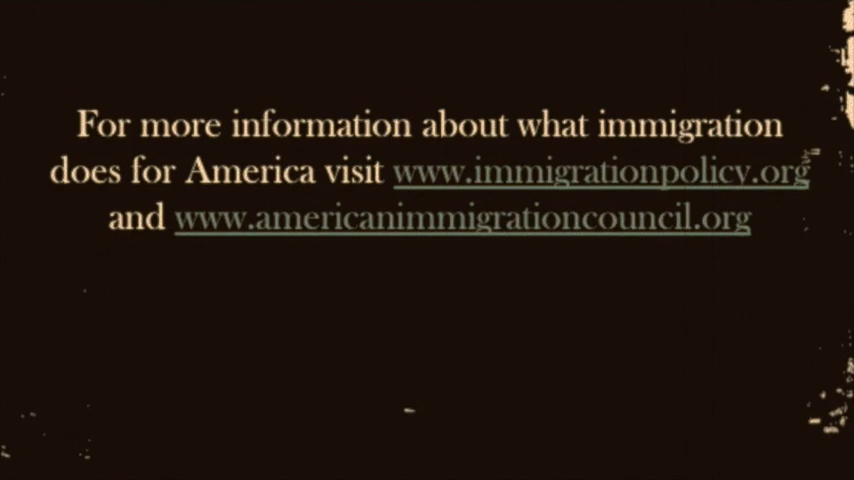 For more information about what immigration
does for America visit www.immigrationpolicy.org
and www.americanimmigrationcouncil.org